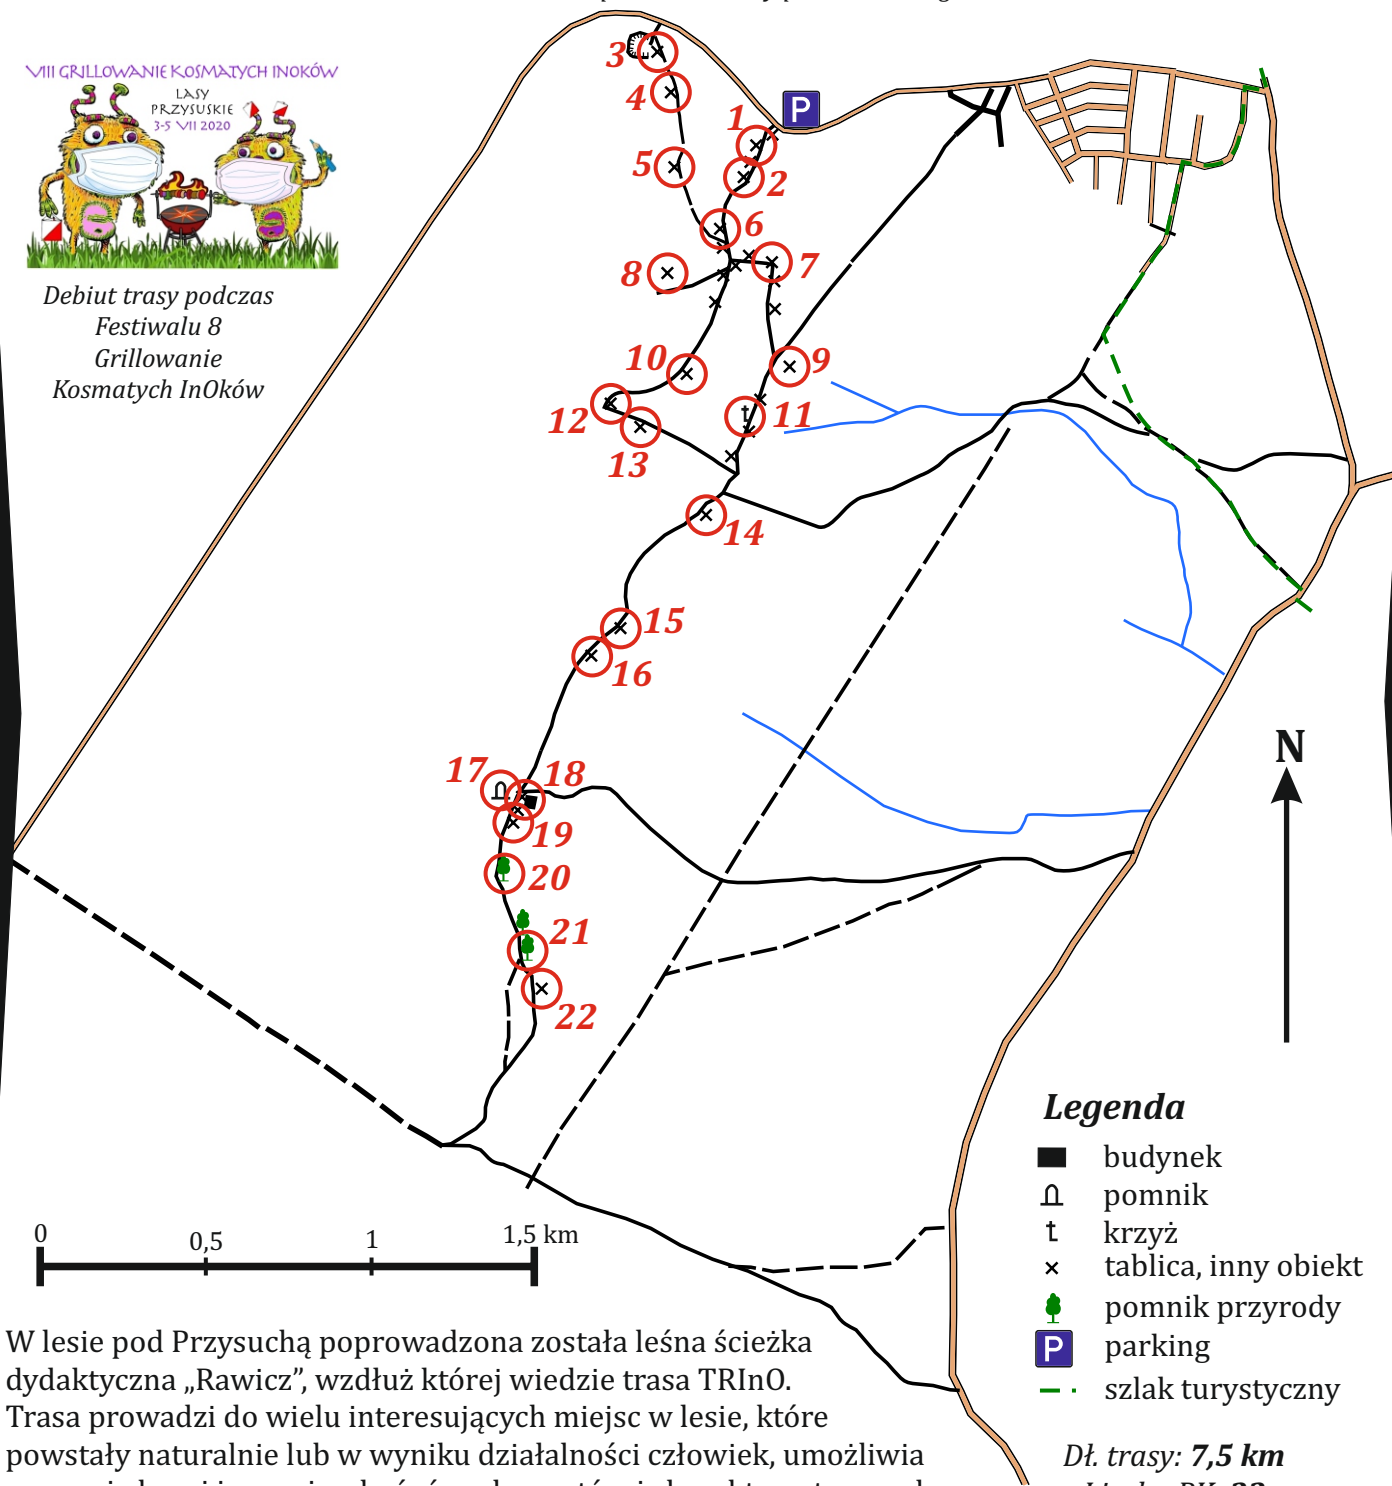 VIII GRILLOWANIE KOSMATYCH INOKÓW
LASY
PRZYSUSKIE
3-5 VII 2020
Debiut trasy podczas
Festiwalu 8
Grillowanie
Kosmatych InOków
P
3
4
1
5
2
6
7
8
10
9
12
11
13
14
15
16
17
18
19
20
21
22
N
Legenda
budynek
pomnik
krzyż
tablica, inny obiekt
pomnik przyrody
P parking
szlak turystyczny
0 0,5 1 1,5 km
W lesie pod Przysuchą poprowadzona została leśna ścieżka
dydaktyczna „Rawicz”, wzdłuż której wiedzie trasa TRInO.
Trasa prowadzi do wielu interesujących miejsc w lesie, które
powstały naturalnie lub w wyniku działalności człowiek, umożliwia
Dł. trasy: 7,5 km